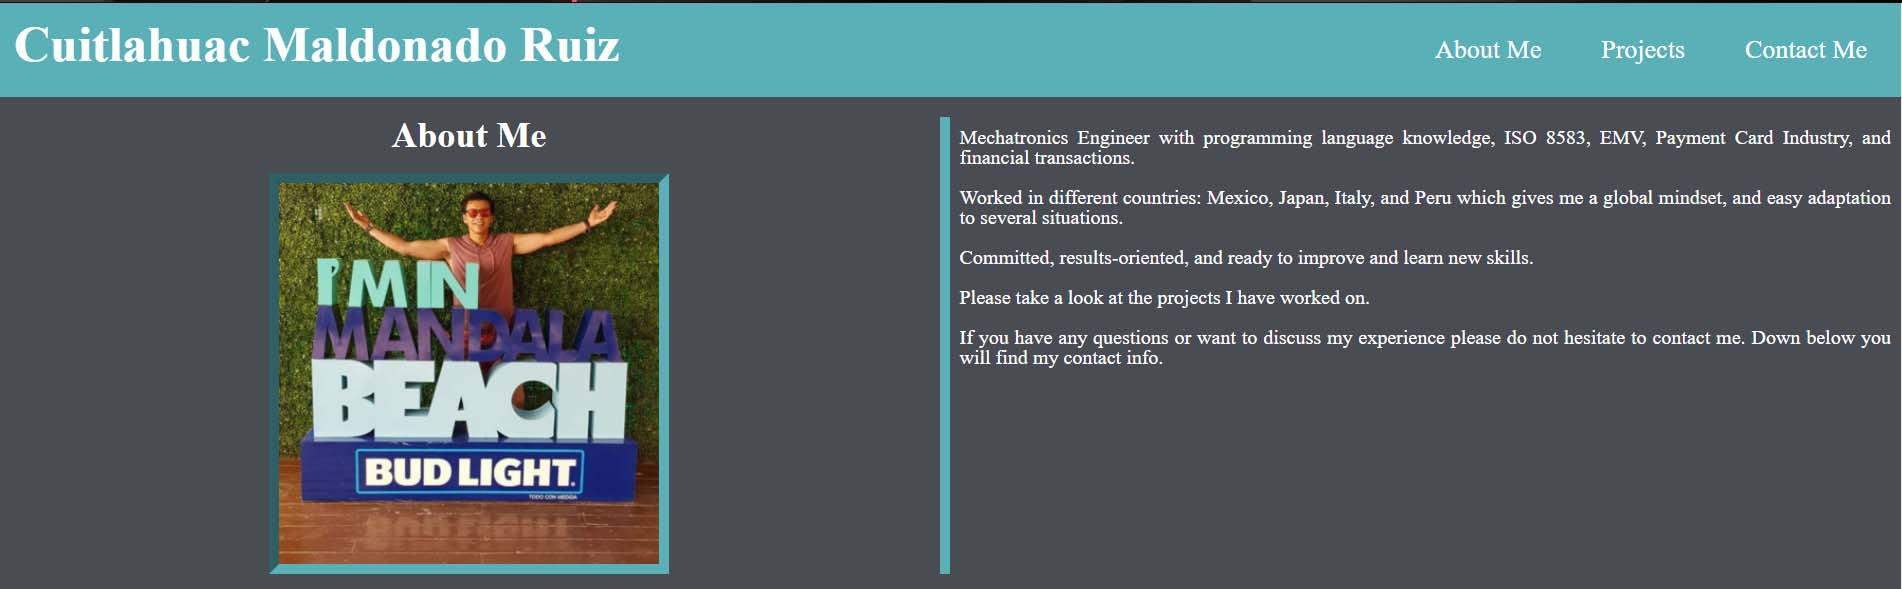 Cuitlahuac Maldonado Ruiz
About Me
Projects
Contact Me
About Me
I'M IN
MANDALA
BEACH
BUD LIGHT.
TODO CON MEDIDA
Mechatronics Engineer with programming language knowledge, ISO 8583, EMV, Payment Card Industry, and
financial transactions.
Worked in different countries: Mexico, Japan, Italy, and Peru which gives me a global mindset, and easy adaptation
to several situations.
Committed, results-oriented, and ready to improve and learn new skills.
Please take a look at the projects I have worked on.
If you have any questions or want to discuss my experience please do not hesitate to contact me. Down below you
will find my contact info.